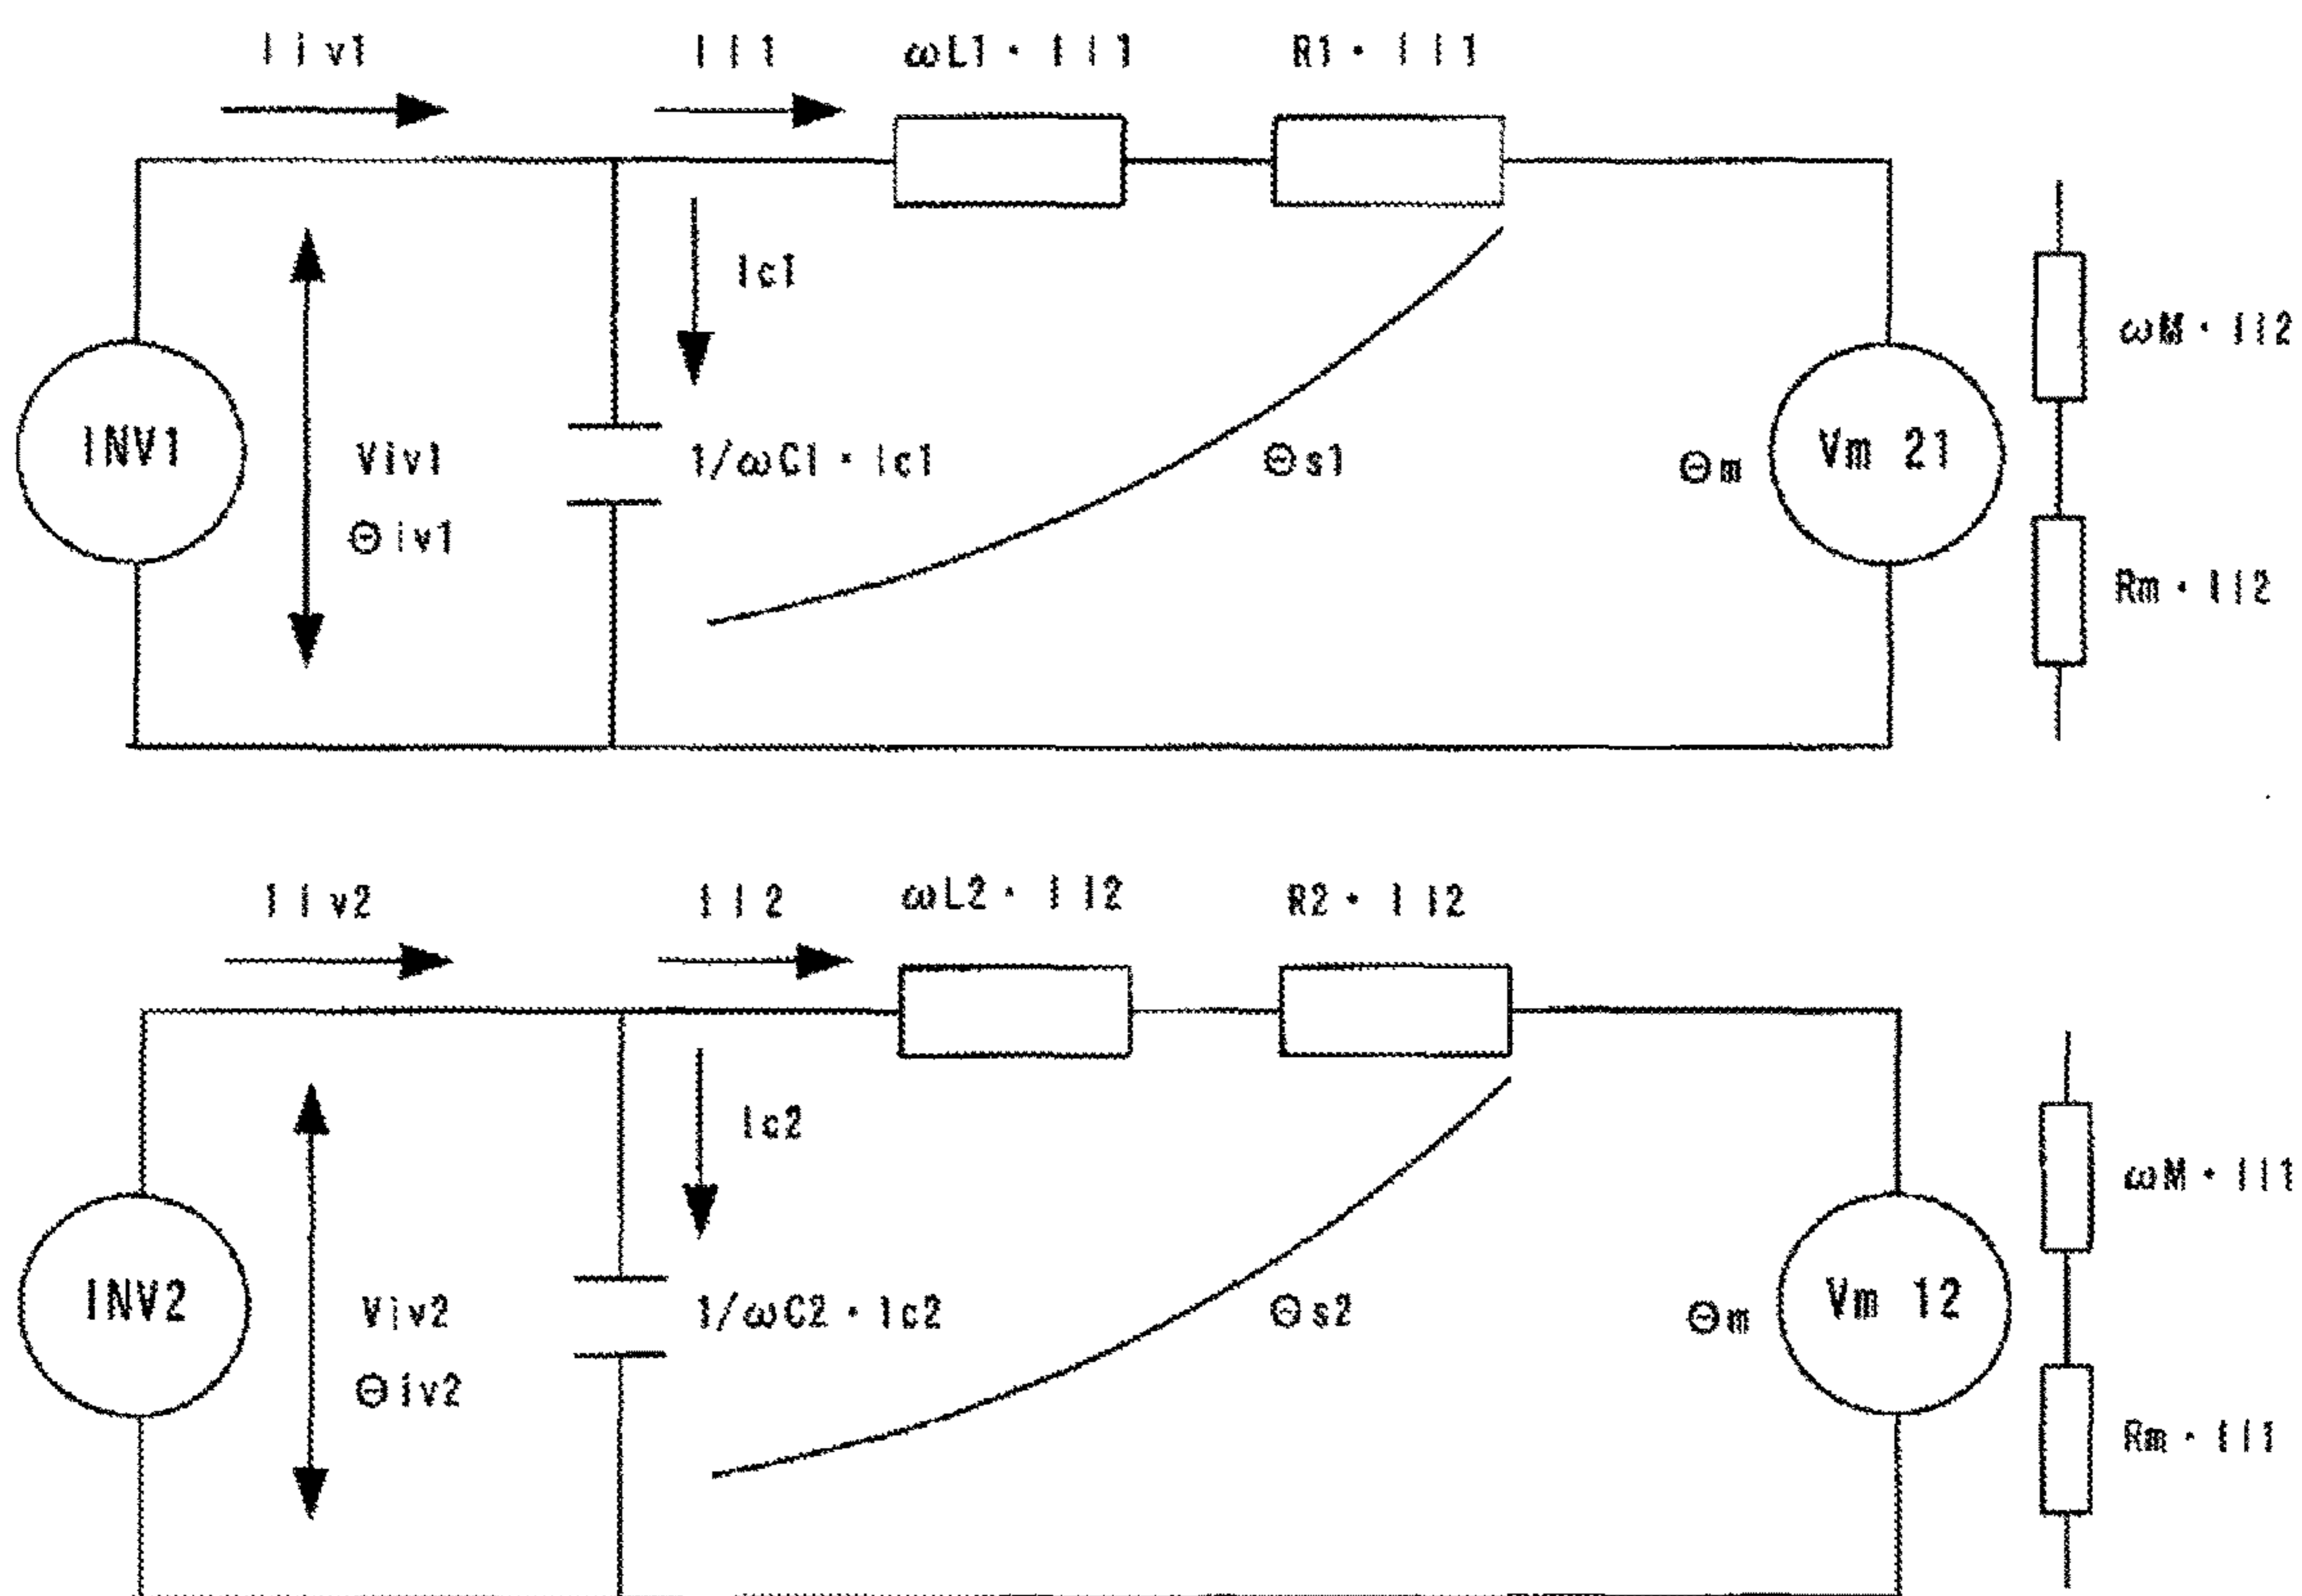 Iiv1
Il1
ωL1・Il1
R1・Il1
Ic1
ωM・Il2
INV1
Viv1
Θiv1
1/ωC1・Ic1
Θs1
Θm
Vm 21
Rm・Il2
Iiv2
Il2
ωL2・Il2
R2・Il2
Ic2
ωM・Il1
INV2
Viv2
Θiv2
1/ωC2・Ic2
Θs2
Θm
Vm 12
Rm・Il1